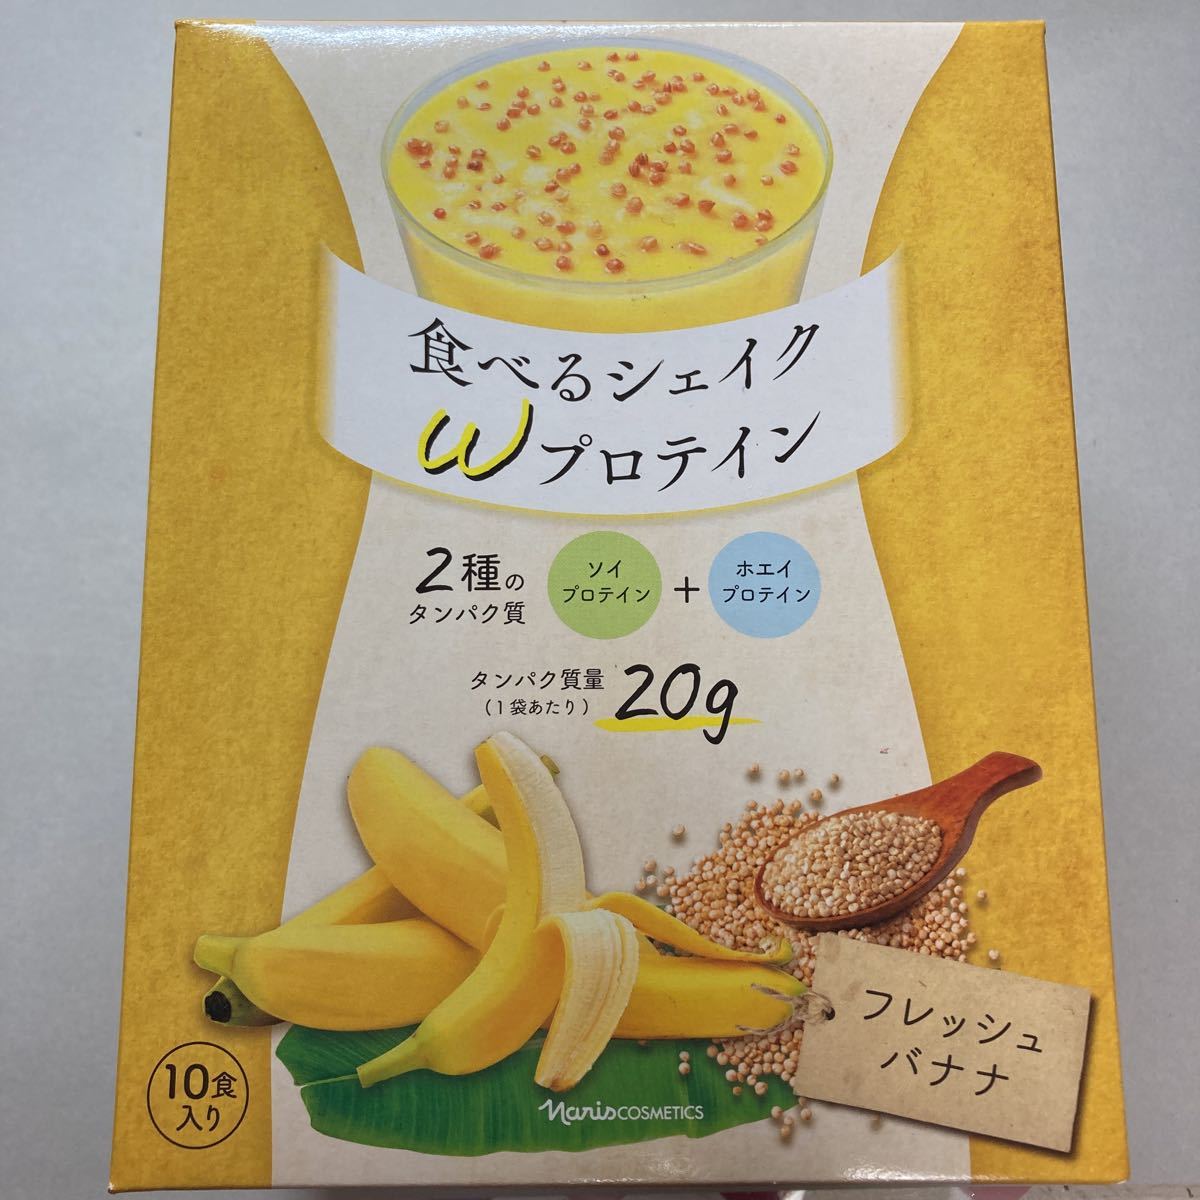 食べるシェイク
Wプロテイン
2種の
タンパク質
ソイ
プロテイン
+
ホエイ
プロテイン
タンパク質量
(1袋あたり)
20g
フレッシュ
バナナ
10食
入り
naris COSMETICS